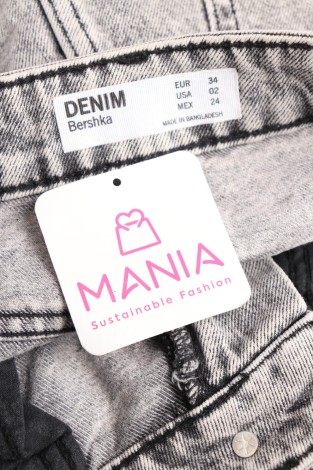 DENIM
Bershka
EUR 34
USA 02
MEX 24
MADE IN BANGLADESH
MANIA
Sustainable Fashion